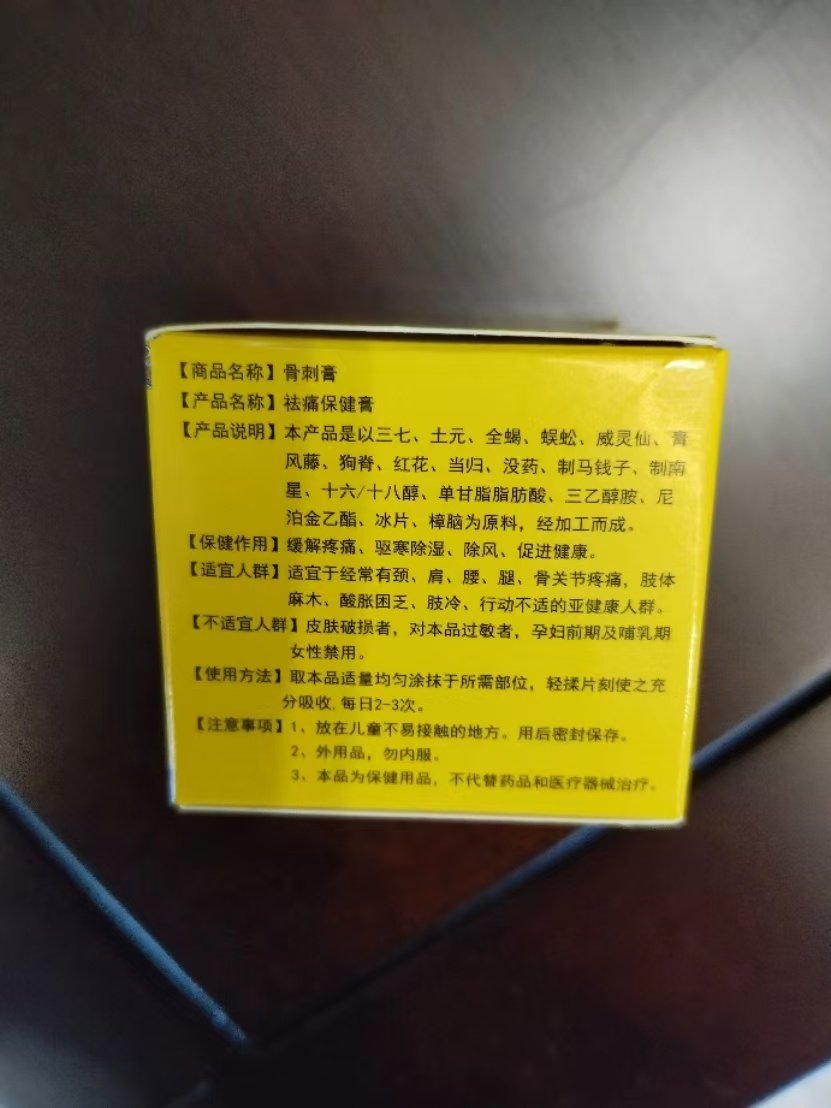 【商品名称】骨刺膏
【产品名称】祛痛保健膏
【产品说明】本产品是以三七、土元、全蝎、蜈蚣、威灵仙、青
风藤、狗脊、红花、当归、没药、制马钱子、制南
星、十六/十八醇、单甘脂脂肪酸、三乙醇胺、尼
泊金乙酯、冰片、樟脑为原料，经加工而成。
【保健作用】缓解疼痛、驱寒除湿、除风、促进健康。
【适宜人群】适宜于经常有颈、肩、腰、腿、骨关节疼痛，肢体
麻木、酸胀困乏、肢冷、行动不适的亚健康人群。
【不适宜人群】皮肤破损者，对本品过敏者，孕妇前期及哺乳期
女性禁用。
【使用方法】取本品适量均匀涂抹于所需部位，轻揉片刻使之充
分吸收,每日2-3次。
【注意事项】1、放在儿童不易接触的地方。用后密封保存。
2、外用品，勿内服。
3、本品为保健用品，不代替药品和医疗器械治疗。